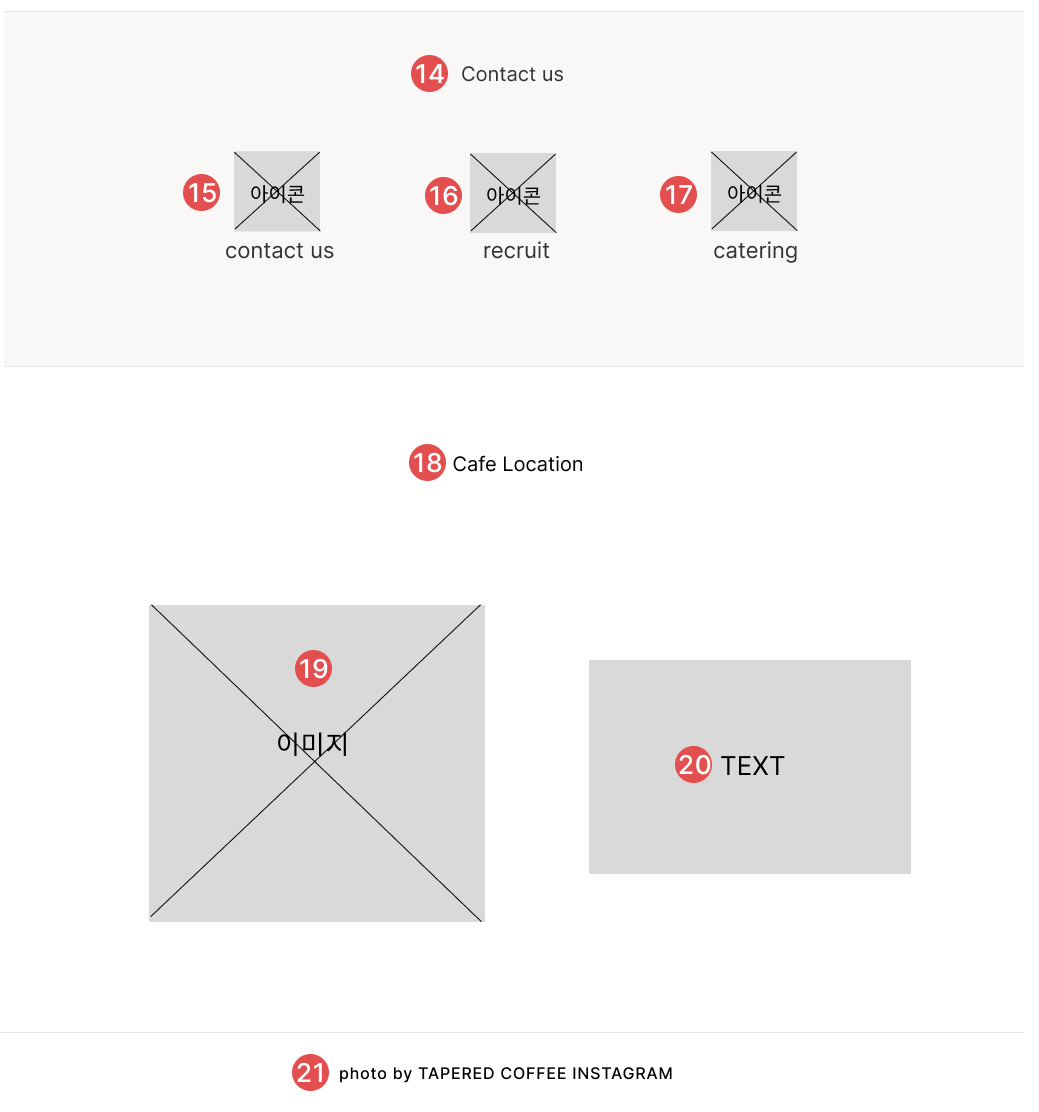 14 Contact us
15 아이콘 16 아이콘 17 아이콘
contact us recruit catering
18 Cafe Location
19
이미지
20 TEXT
21 photo by TAPERED COFFEE INSTAGRAM